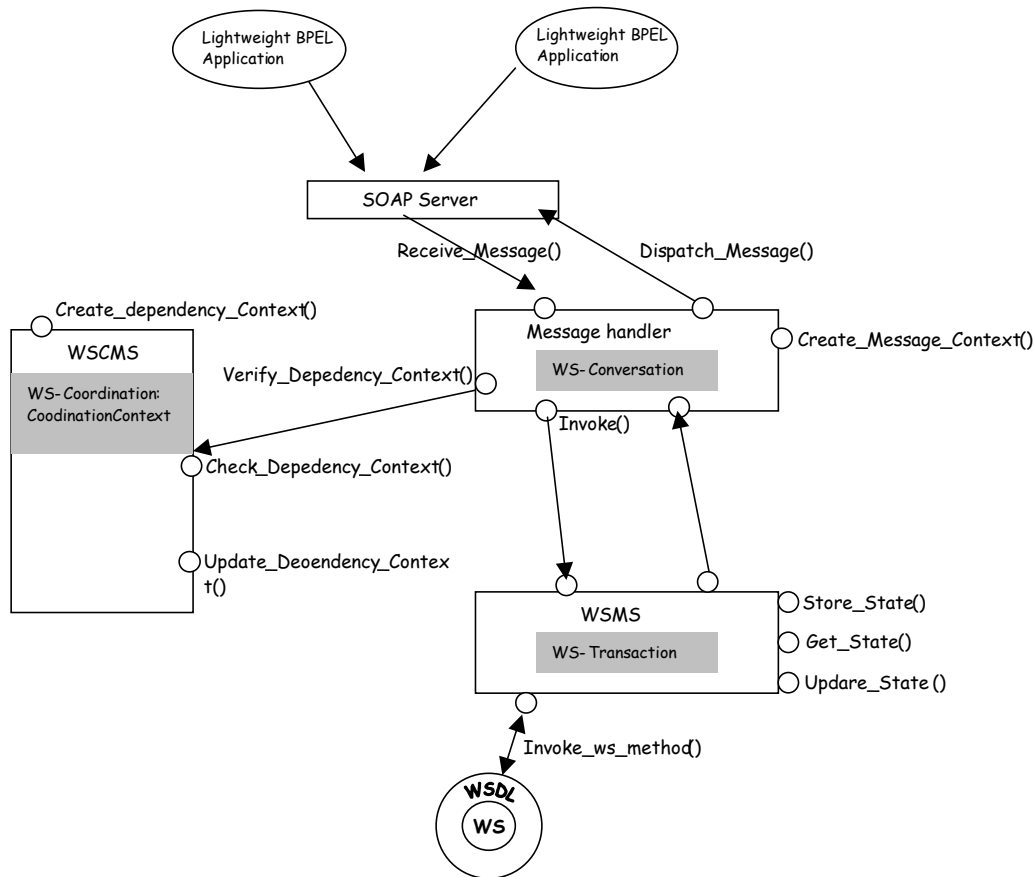 Lightweight BPEL
Application
Lightweight BPEL
Application
SOAP Server
Receive_Message()
Dispatch_Message()
Create_dependency_Context()
WSCMS
WS-Coordination:
CoodinationContext
Message handler
WS-Conversation
Create_Message_Context()
Verify_Depedency_Context()
Invoke()
Check_Depedency_Context()
Update_Deoendency_Contex
t()
WSMS
WS-Transaction
Store_State()
Get_State()
Updare_State()
Invoke_ws_method()
WSDL
WS